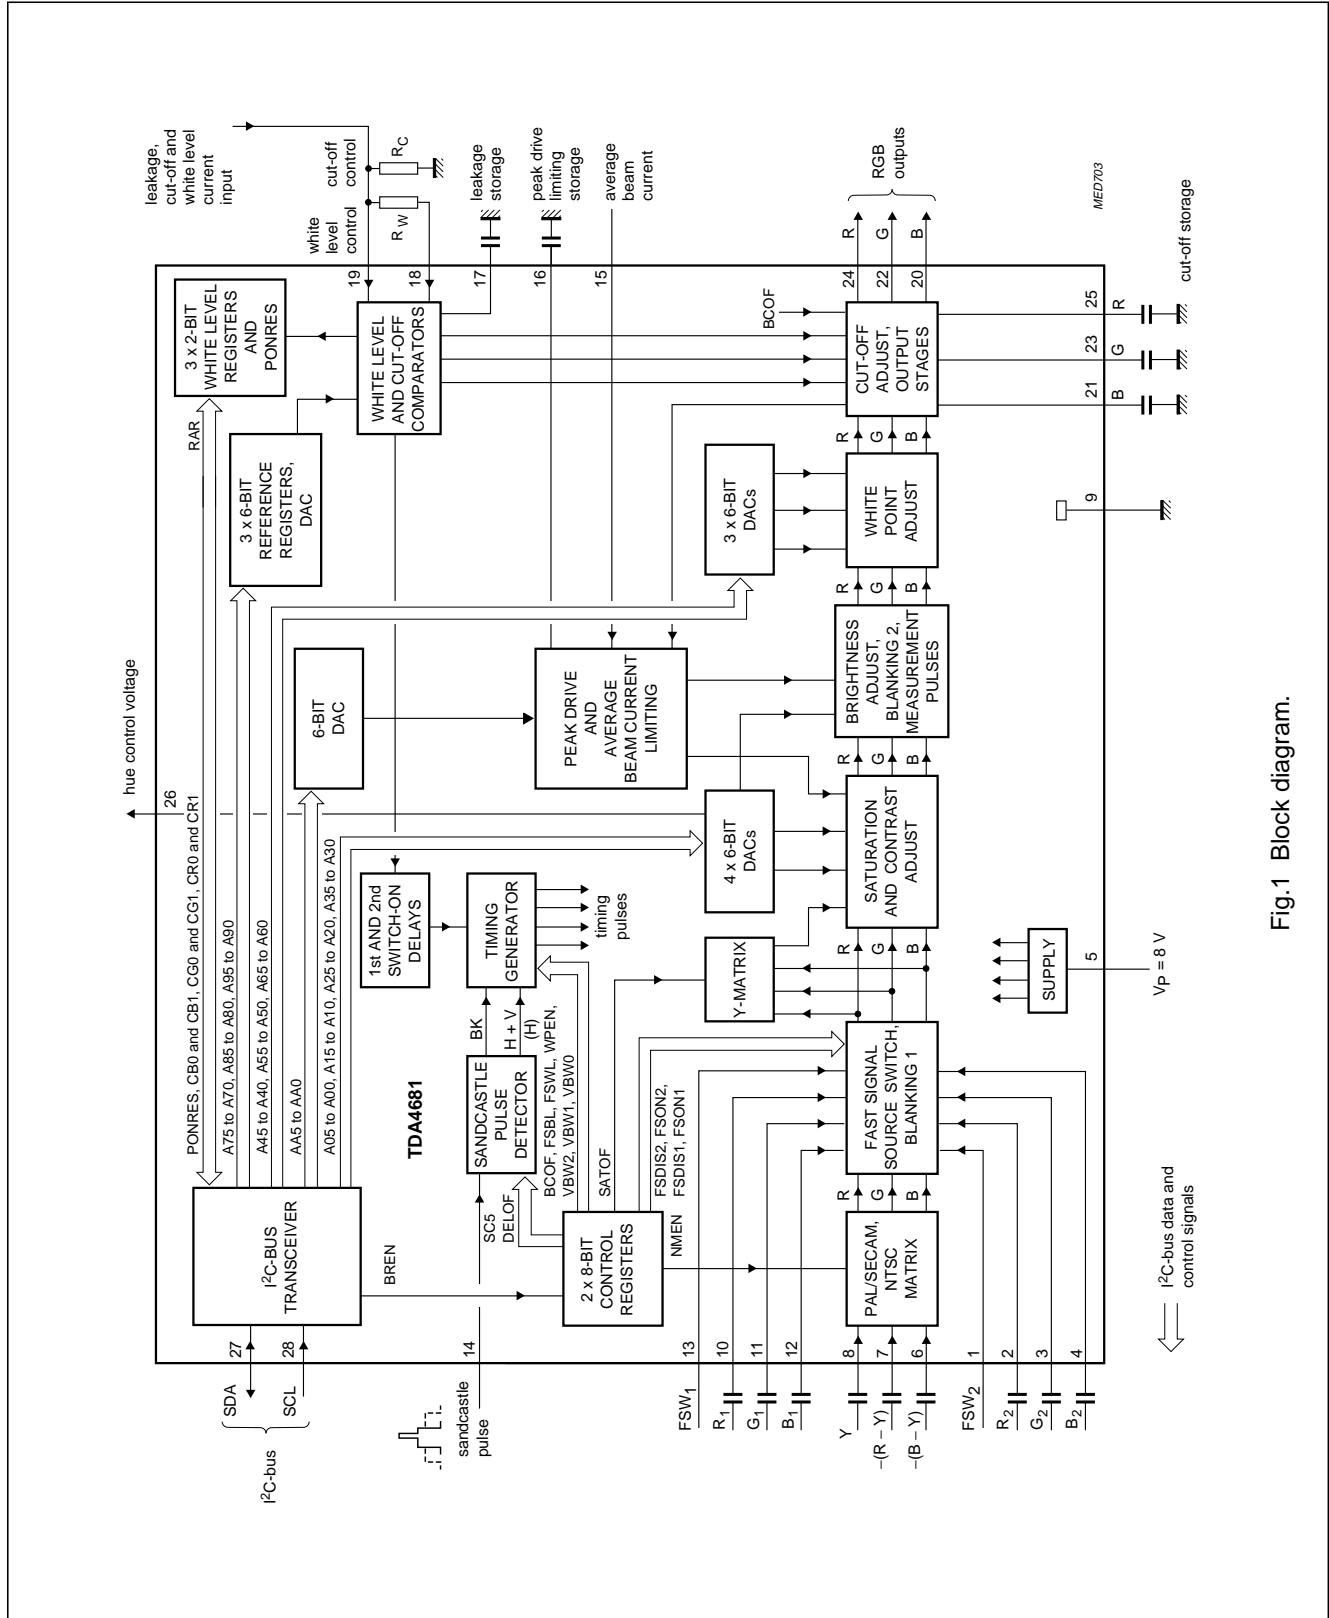 leakage,
cut-off and
white level
current
input
white
level
control
cut-off
control
R W
R C
leakage
storage
peak drive
limiting
storage
average
beam
current
19
18
17
16
15
hue control voltage
26
3 x 2-BIT
WHITE LEVEL
REGISTERS
AND
PONRES
RAR
3 x 6-BIT
REFERENCE
REGISTERS,
DAC
WHITE LEVEL
AND CUT-OFF
COMPARATORS
PONRES, CB0 and CB1, CG0 and CG1, CR0 and CR1
A75 to A70, A85 to A80, A95 to A90
A45 to A40, A55 to A50, A65 to A60
AA5 to AA0
A05 to A00, A15 to A10, A25 to A20, A35 to A30
I2C-BUS
TRANSCEIVER
6-BIT
DAC
27
28
SDA
SCL
I2C-bus
BREN
TDA4681
1st AND 2nd
SWITCH-ON
DELAYS
TIMING
GENERATOR
timing
pulses
SANDCASTLE
PULSE
DETECTOR
BK
H + V
(H)
14
sandcastle
pulse
SC5
DELOF
BCOF, FSBL, FSWL, WPEN,
VBW2, VBW1, VBW0
SATOF
FSDIS2, FSON2,
FSDIS1, FSON1
NMEN
2 x 8-BIT
CONTROL
REGISTERS
PEAK DRIVE
AND
AVERAGE
BEAM CURRENT
LIMITING
4 x 6-BIT
DACs
3 x 6-BIT
DACs
Y-MATRIX
BCOF
FSW1
13
R1
10
G1
11
B1
12
Y
8
−(R − Y)
7
−(B − Y)
6
FSW2
1
R2
2
G2
3
B2
4
PAL/SECAM,
NTSC
MATRIX
R
G
B
FAST SIGNAL
SOURCE SWITCH,
BLANKING 1
R
G
B
SATURATION
AND CONTRAST
ADJUST
R
G
B
BRIGHTNESS
ADJUST,
BLANKING 2,
MEASUREMENT
PULSES
R
G
B
WHITE
POINT
ADJUST
R
G
B
CUT-OFF
ADJUST,
OUTPUT
STAGES
24
22
20
R
G
B
RGB
outputs
SUPPLY
5
VP = 8 V
9
21
23
25
B
G
R
cut-off storage
MED703
I2C-bus data and
control signals
Fig.1 Block diagram.